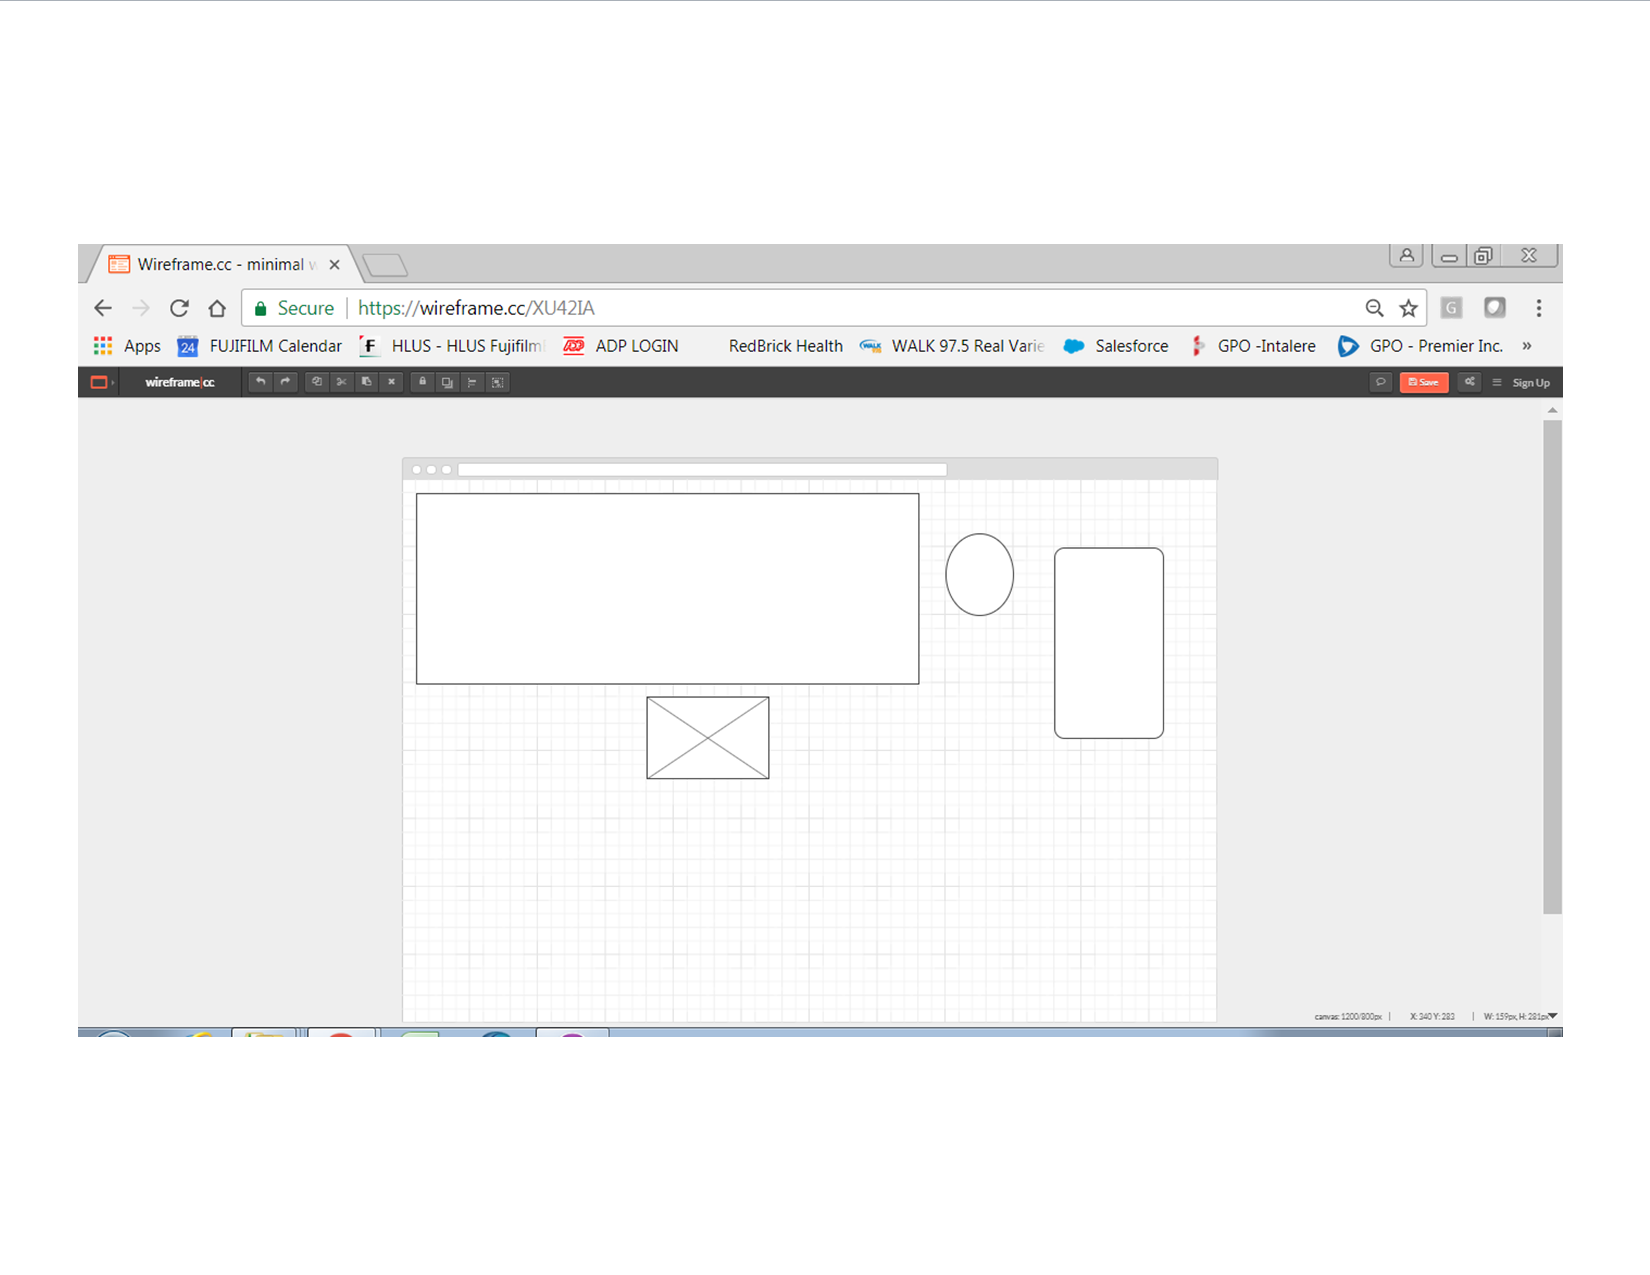 Wireframe.cc - minimal w
Secure https://wireframe.cc/XU42IA
G
Apps 24 FUJIFILM Calendar F HLUS - HLUS Fujifilm ADP ADP LOGIN RedBrick Health WALK WALK 97.5 Real Varie Salesforce GPO -Intalere GPO - Premier Inc. »
wireframe|cc Save Sign Up
canvas: 1200/800px | X: 340 Y: 283 | W: 159px, H: 281px